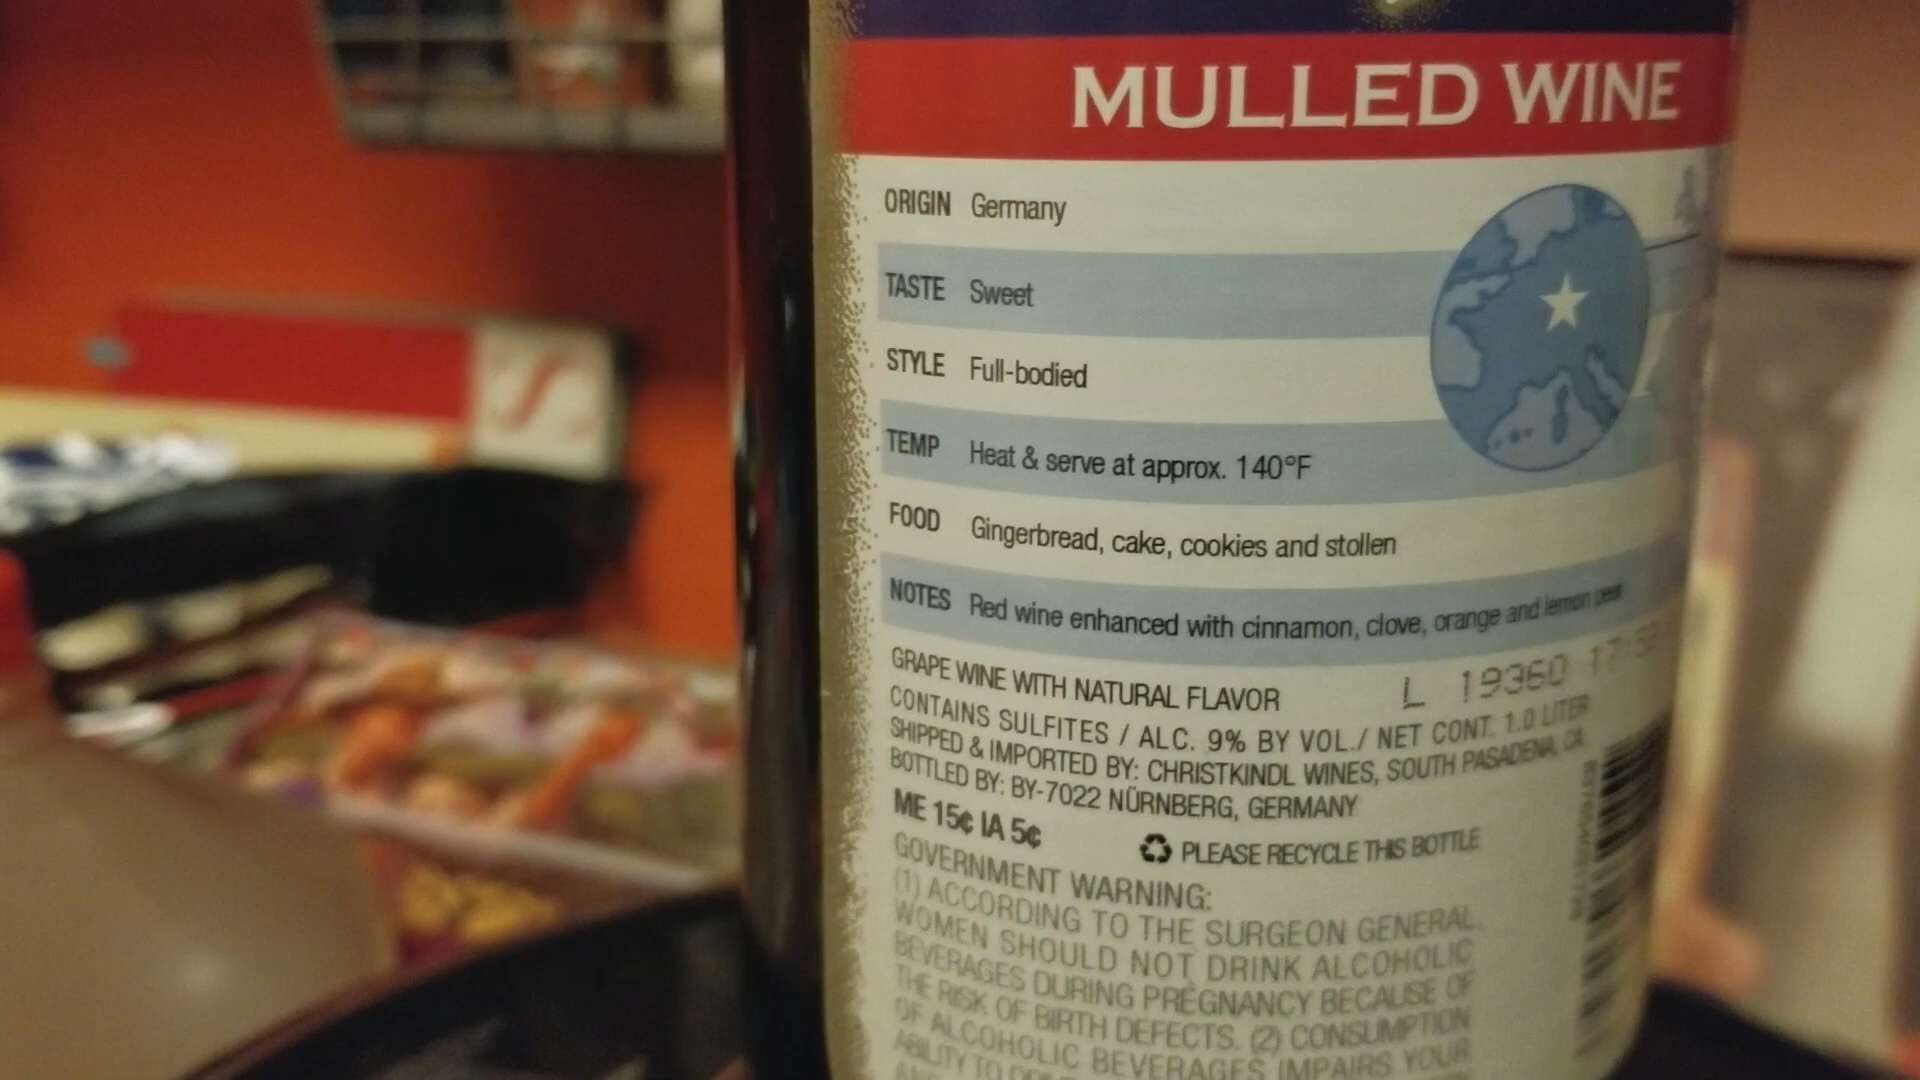 MULLED WINE
ORIGIN Germany
TASTE Sweet
STYLE Full-bodied
TEMP Heat & serve at approx. 140°F
FOOD Gingerbread, cake, cookies and stollen
NOTES Red wine enhanced with cinnamon, clove, orange and lemon peel
GRAPE WINE WITH NATURAL FLAVOR
L 19360
CONTAINS SULFITES / ALC. 9% BY VOL./ NET CONT. 1.0 LITER
SHIPPED & IMPORTED BY: CHRISTKINDL WINES, SOUTH PASADENA, CA
BOTTLED BY: BY-7022 NÜRNBERG, GERMANY
ME 15¢ IA 5¢
PLEASE RECYCLE THIS BOTTLE
GOVERNMENT WARNING:
(1) ACCORDING TO THE SURGEON GENERAL,
WOMEN SHOULD NOT DRINK ALCOHOLIC
BEVERAGES DURING PREGNANCY BECAUSE OF
THE RISK OF BIRTH DEFECTS. (2) CONSUMPTION
OF ALCOHOLIC BEVERAGES IMPAIRS YOUR
ABILITY TO